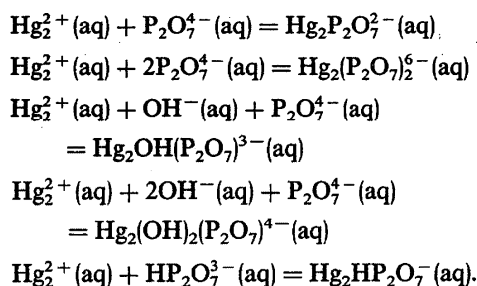 Hg₂²⁺(aq) + P₂O₇⁴⁻(aq) = Hg₂P₂O₇²⁻(aq)
Hg₂²⁺(aq) + 2P₂O₇⁴⁻(aq) = Hg₂(P₂O₇)₂⁶⁻(aq)
Hg₂²⁺(aq) + OH⁻(aq) + P₂O₇⁴⁻(aq)
= Hg₂OH(P₂O₇)³⁻(aq)
Hg₂²⁺(aq) + 2OH⁻(aq) + P₂O₇⁴⁻(aq)
= Hg₂(OH)₂(P₂O₇)⁴⁻(aq)
Hg₂²⁺(aq) + HP₂O₇³⁻(aq) = Hg₂HP₂O₇⁻(aq).